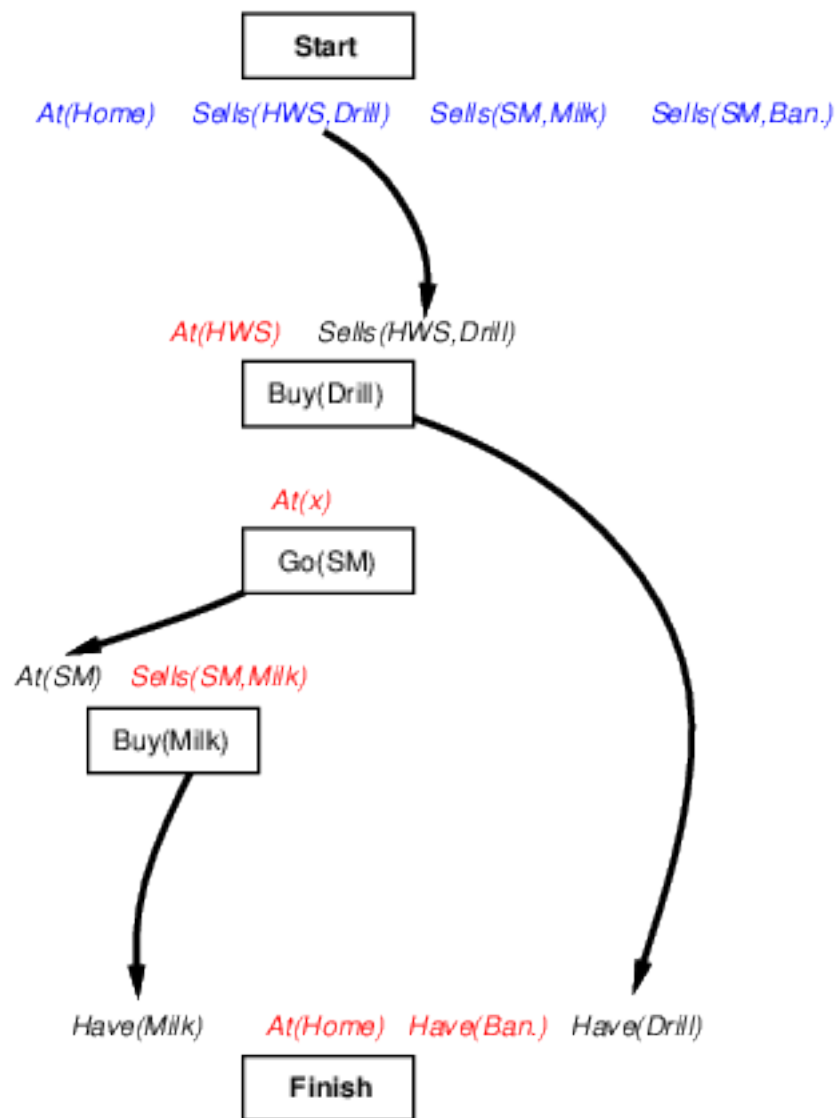 Start
At(Home) Sells(HWS,Drill) Sells(SM,Milk) Sells(SM,Ban.)
At(HWS) Sells(HWS,Drill)
Buy(Drill)
At(x)
Go(SM)
At(SM) Sells(SM,Milk)
Buy(Milk)
Have(Milk) At(Home) Have(Ban.) Have(Drill)
Finish